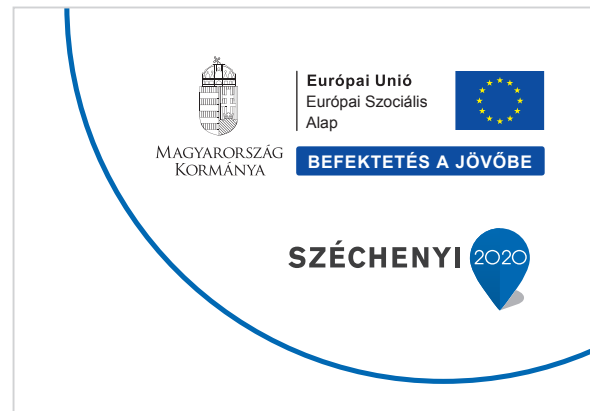 Európai Unió
Európai Szociális
Alap
MAGYARORSZÁG
KORMÁNYA
BEFEKTETÉS A JÖVŐBE
SZÉCHENYI 2020